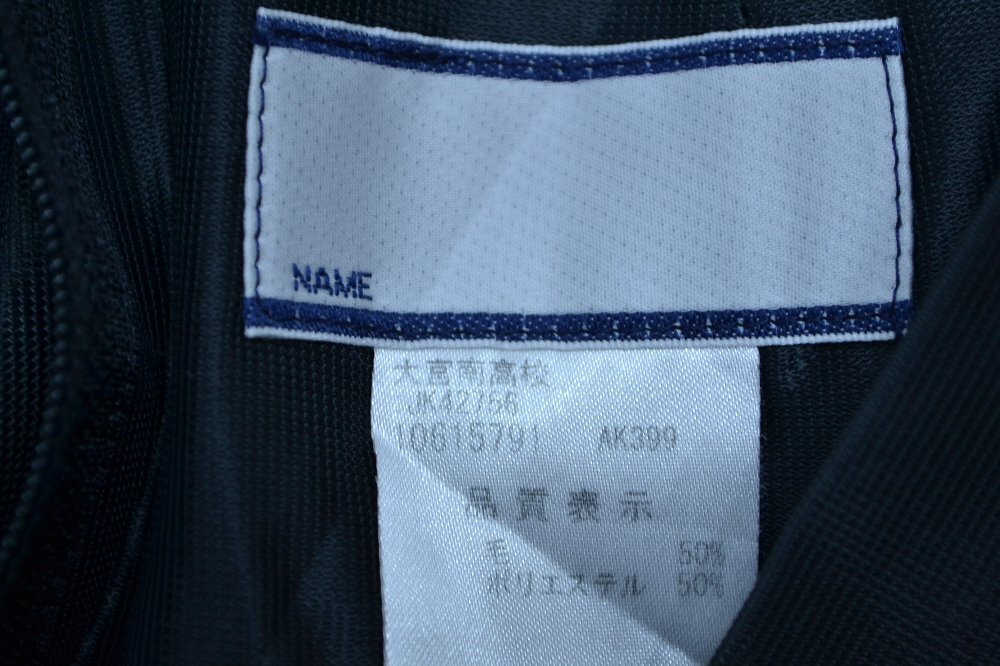 NAME
大宮南高校
JK42766
10615791 AK399
品質表示
毛 50%
ポリエステル 50%